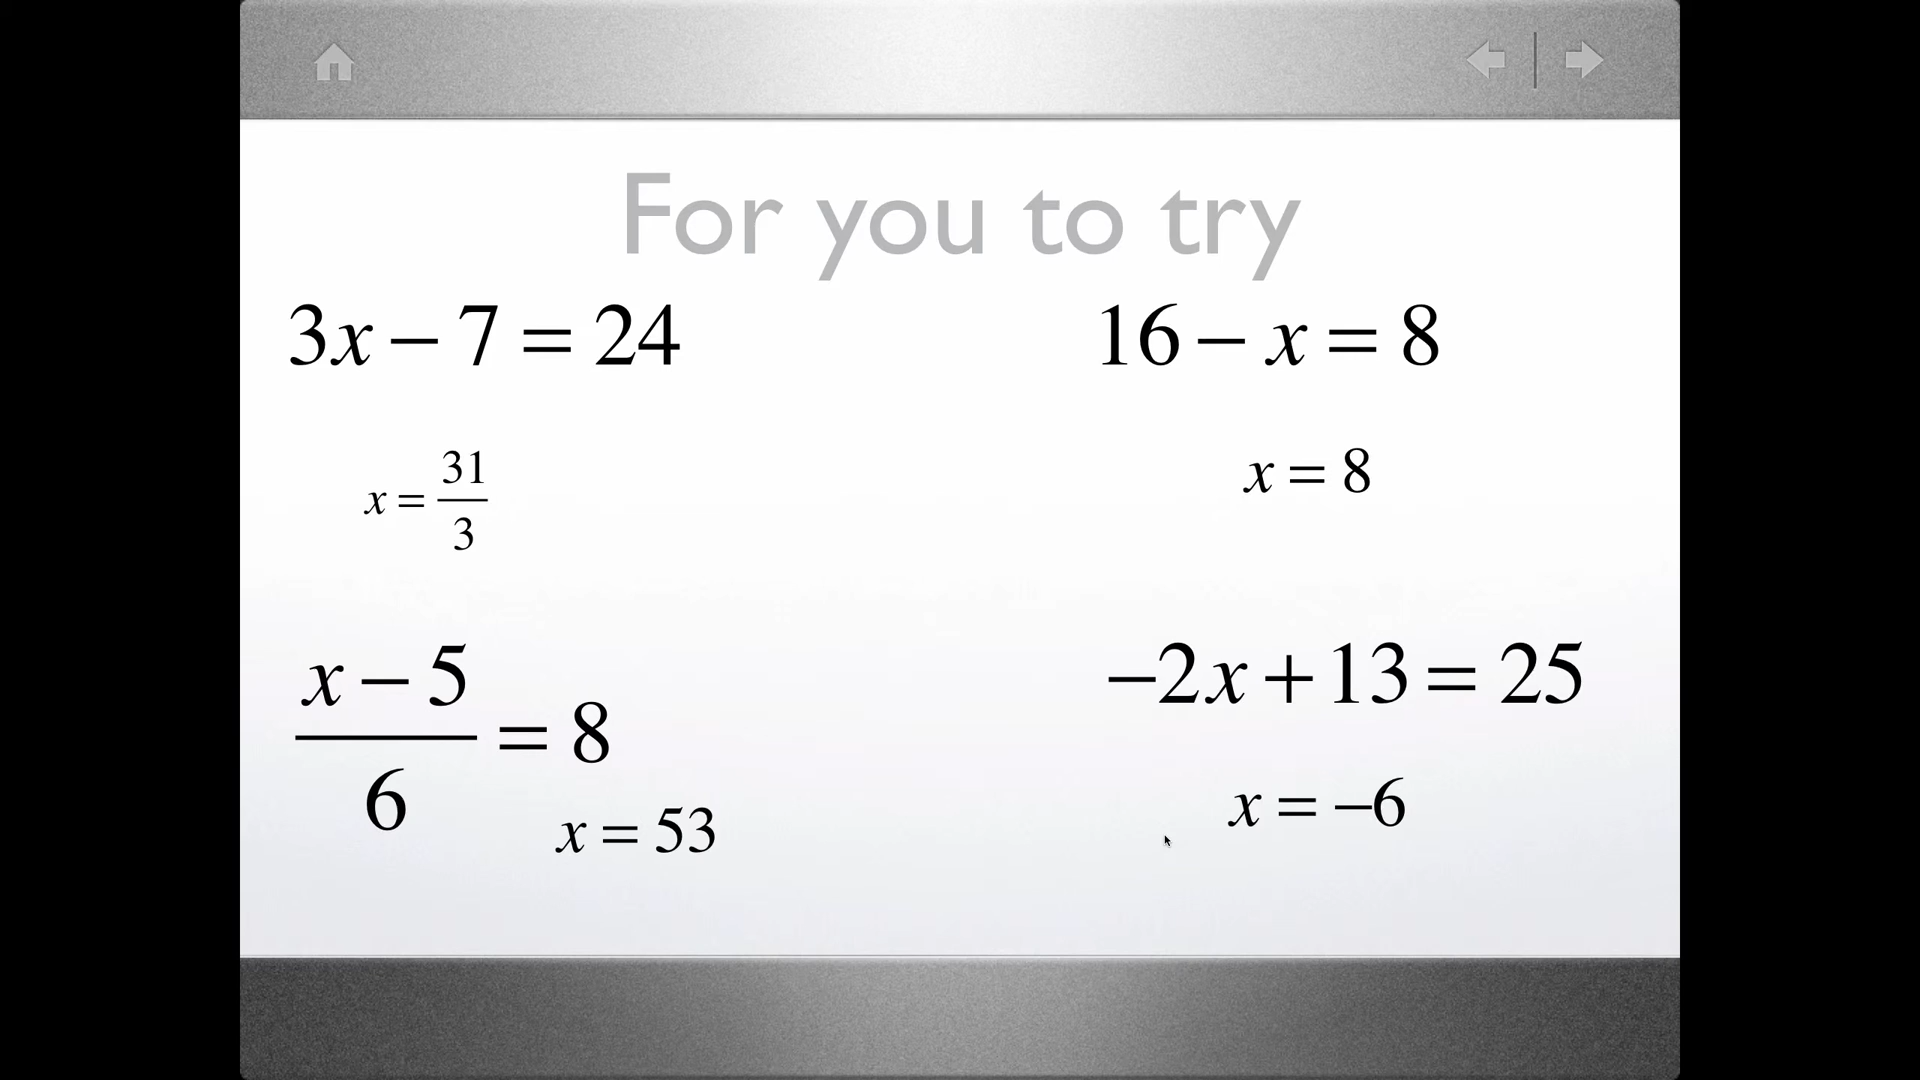 For you to try
3x − 7 = 24
x = 31/3
16 − x = 8
x = 8
(x − 5)/6 = 8
x = 53
−2x + 13 = 25
x = −6